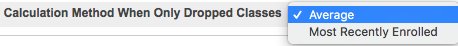 Calculation Method When Only Dropped Classes
✓ Average
Most Recently Enrolled